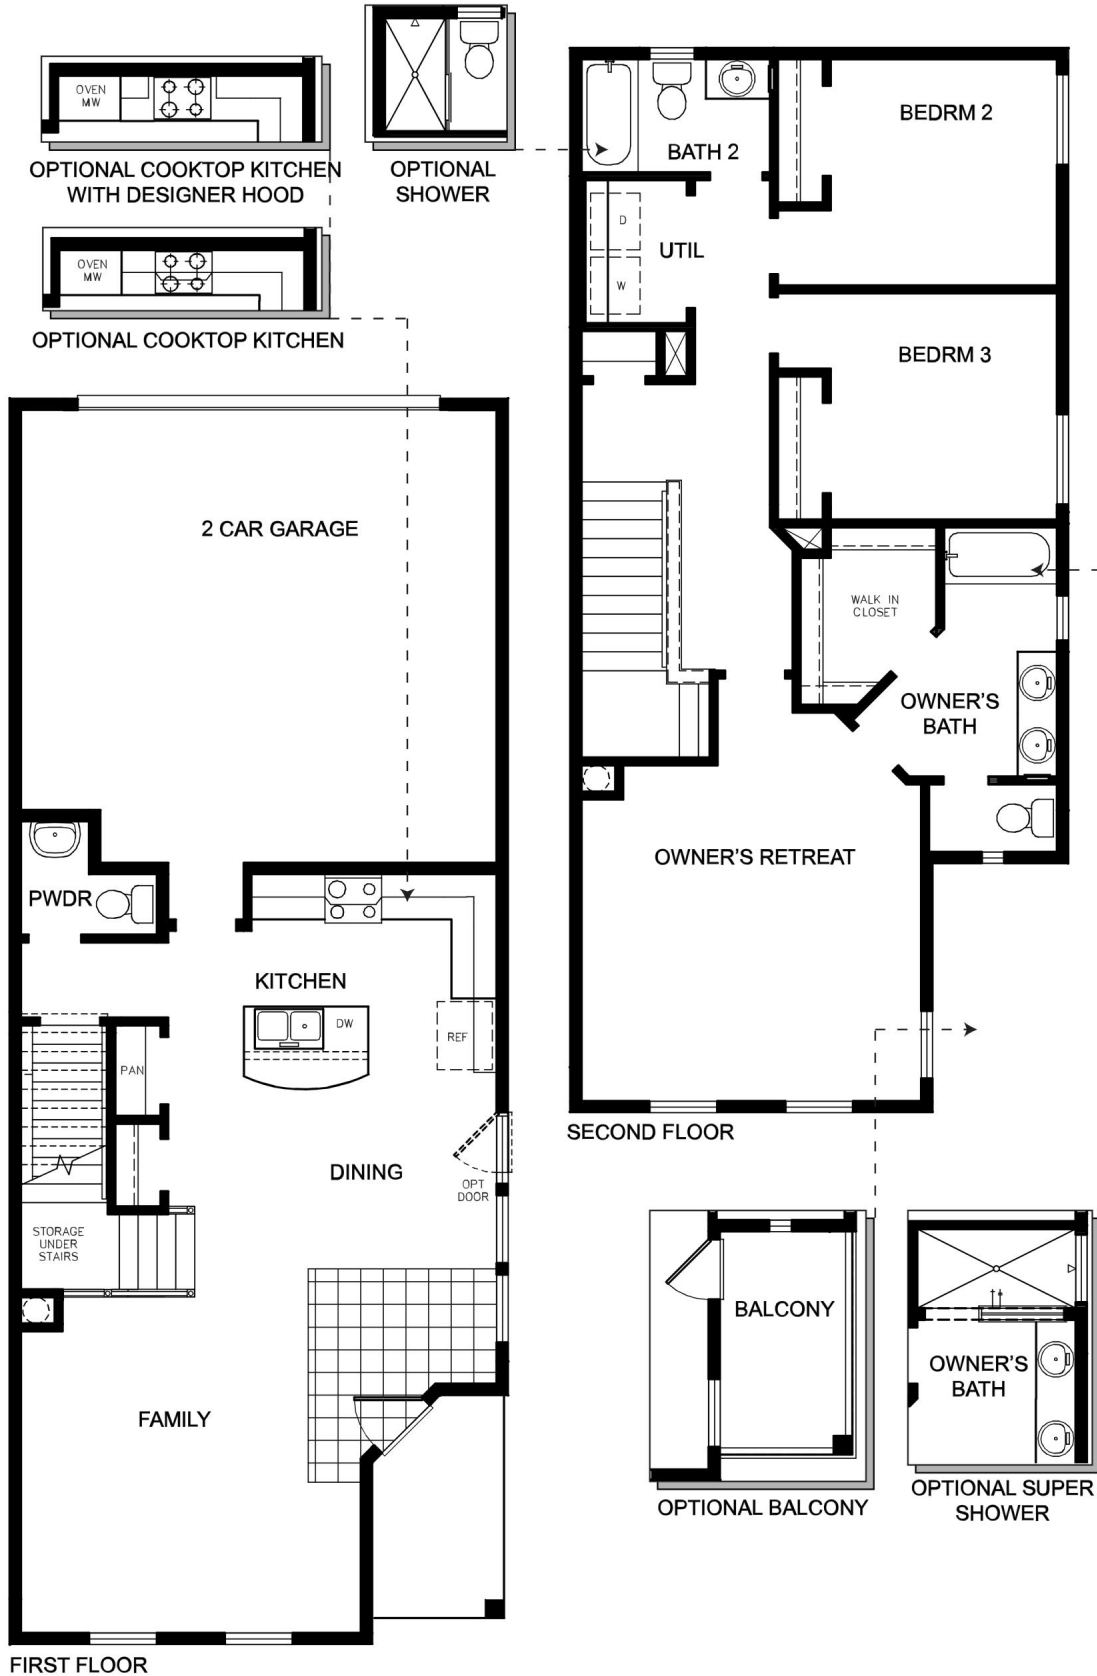 OVEN
MW
OPTIONAL COOKTOP KITCHEN
WITH DESIGNER HOOD
OPTIONAL
SHOWER
OVEN
MW
OPTIONAL COOKTOP KITCHEN
2 CAR GARAGE
PWDR
KITCHEN
DW
REF
PAN
DINING
OPT
DOOR
STORAGE
UNDER
STAIRS
FAMILY
FIRST FLOOR
BEDRM 2
BATH 2
D
UTIL
W
BEDRM 3
WALK IN
CLOSET
OWNER'S
BATH
OWNER'S RETREAT
SECOND FLOOR
BALCONY
OPTIONAL BALCONY
OWNER'S
BATH
OPTIONAL SUPER
SHOWER